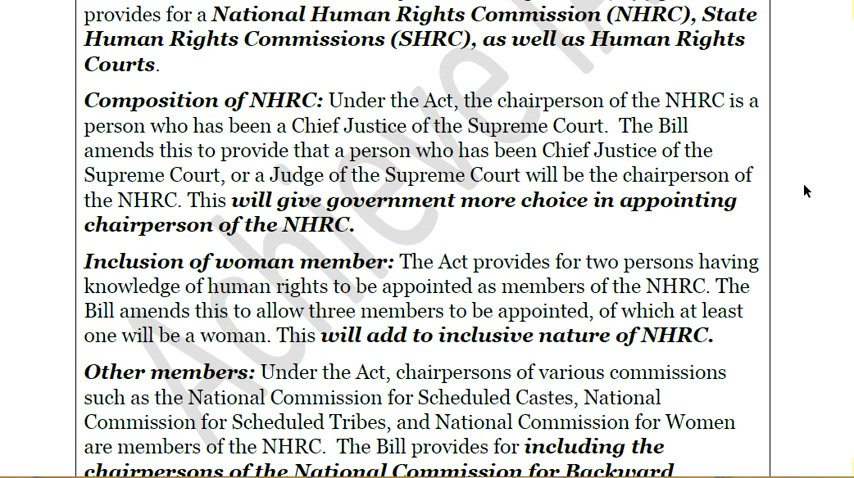 provides for a National Human Rights Commission (NHRC), State
Human Rights Commissions (SHRC), as well as Human Rights
Courts.
Composition of NHRC: Under the Act, the chairperson of the NHRC is a
person who has been a Chief Justice of the Supreme Court. The Bill
amends this to provide that a person who has been Chief Justice of the
Supreme Court, or a Judge of the Supreme Court will be the chairperson of
the NHRC. This will give government more choice in appointing
chairperson of the NHRC.
Inclusion of woman member: The Act provides for two persons having
knowledge of human rights to be appointed as members of the NHRC. The
Bill amends this to allow three members to be appointed, of which at least
one will be a woman. This will add to inclusive nature of NHRC.
Other members: Under the Act, chairpersons of various commissions
such as the National Commission for Scheduled Castes, National
Commission for Scheduled Tribes, and National Commission for Women
are members of the NHRC. The Bill provides for including the
chairpersons of the National Commission for Backward
Achieve